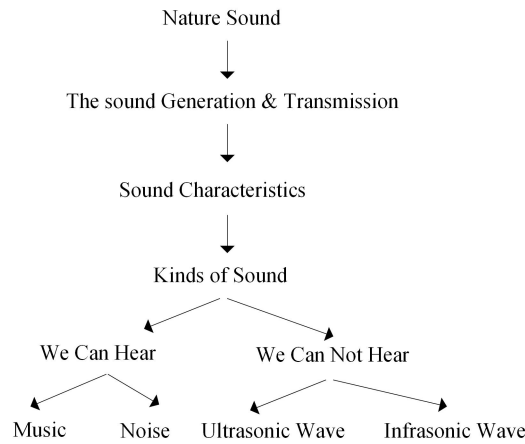 Nature Sound
The sound Generation & Transmission
Sound Characteristics
Kinds of Sound
We Can Hear
We Can Not Hear
Music
Noise
Ultrasonic Wave
Infrasonic Wave